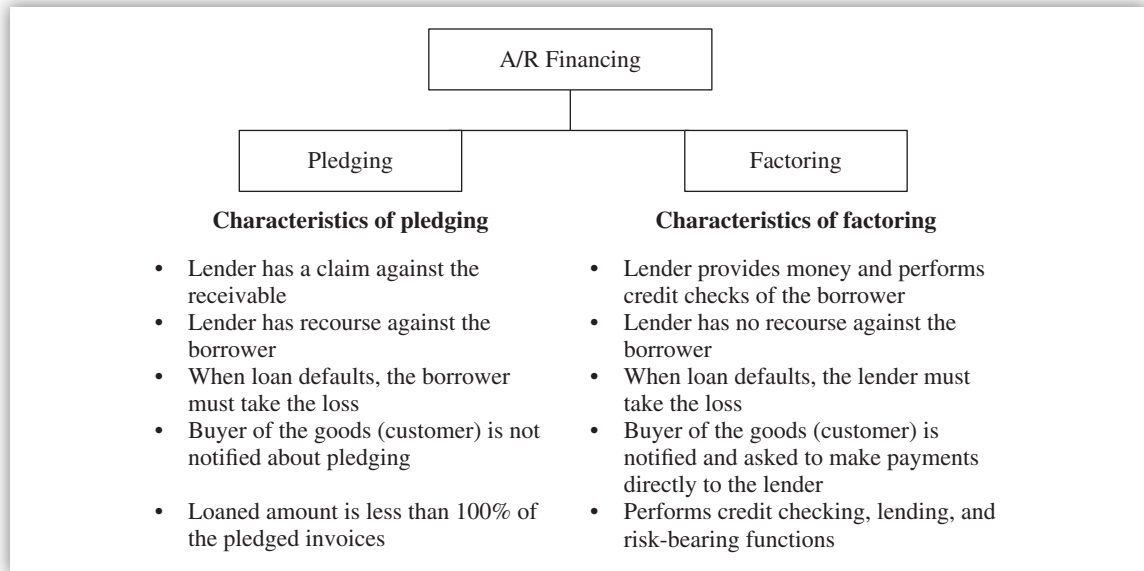 A/R Financing
Pledging
Factoring
Characteristics of pledging
• Lender has a claim against the
receivable
• Lender has recourse against the
borrower
• When loan defaults, the borrower
must take the loss
• Buyer of the goods (customer) is not
notified about pledging
• Loaned amount is less than 100% of
the pledged invoices
Characteristics of factoring
• Lender provides money and performs
credit checks of the borrower
• Lender has no recourse against the
borrower
• When loan defaults, the lender must
take the loss
• Buyer of the goods (customer) is
notified and asked to make payments
directly to the lender
• Performs credit checking, lending, and
risk-bearing functions